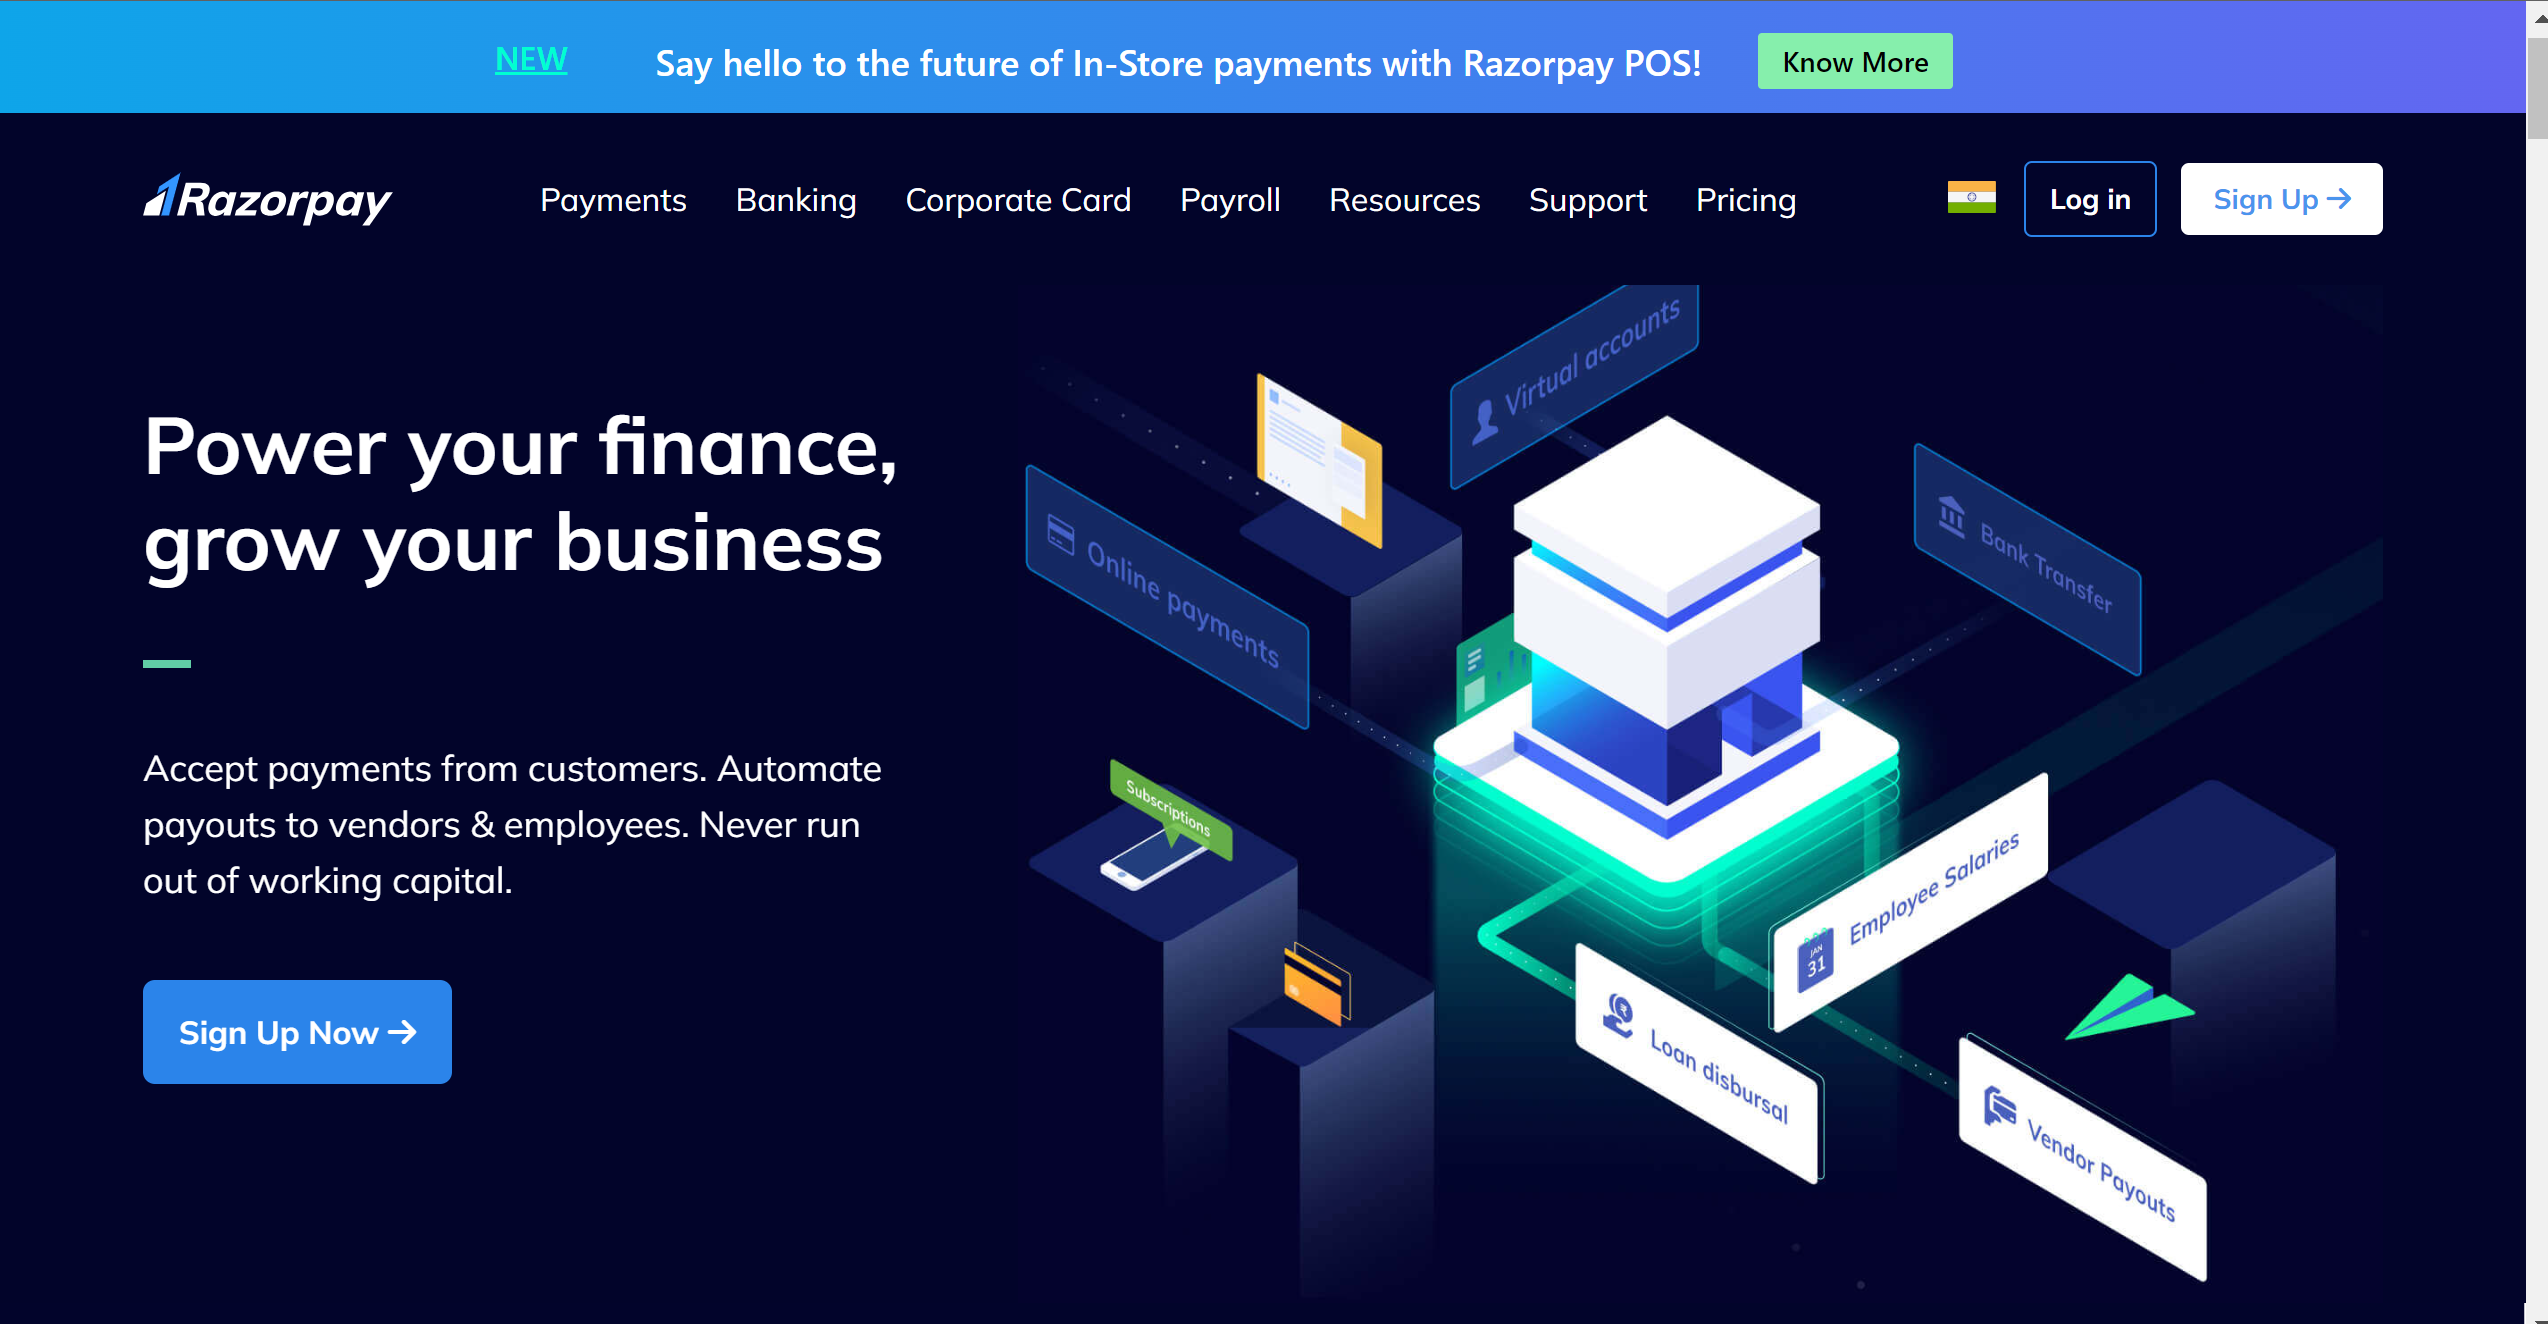 NEW
Say hello to the future of In-Store payments with Razorpay POS!
Know More
Razorpay
Payments
Banking
Corporate Card
Payroll
Resources
Support
Pricing
Log in
Sign Up →
Power your finance,
grow your business
Accept payments from customers. Automate
payouts to vendors & employees. Never run
out of working capital.
Sign Up Now →
Virtual accounts
Online payments
Bank Transfer
Subscriptions
Employee Salaries
JAN
31
₹
Loan disbursal
Vendor Payouts